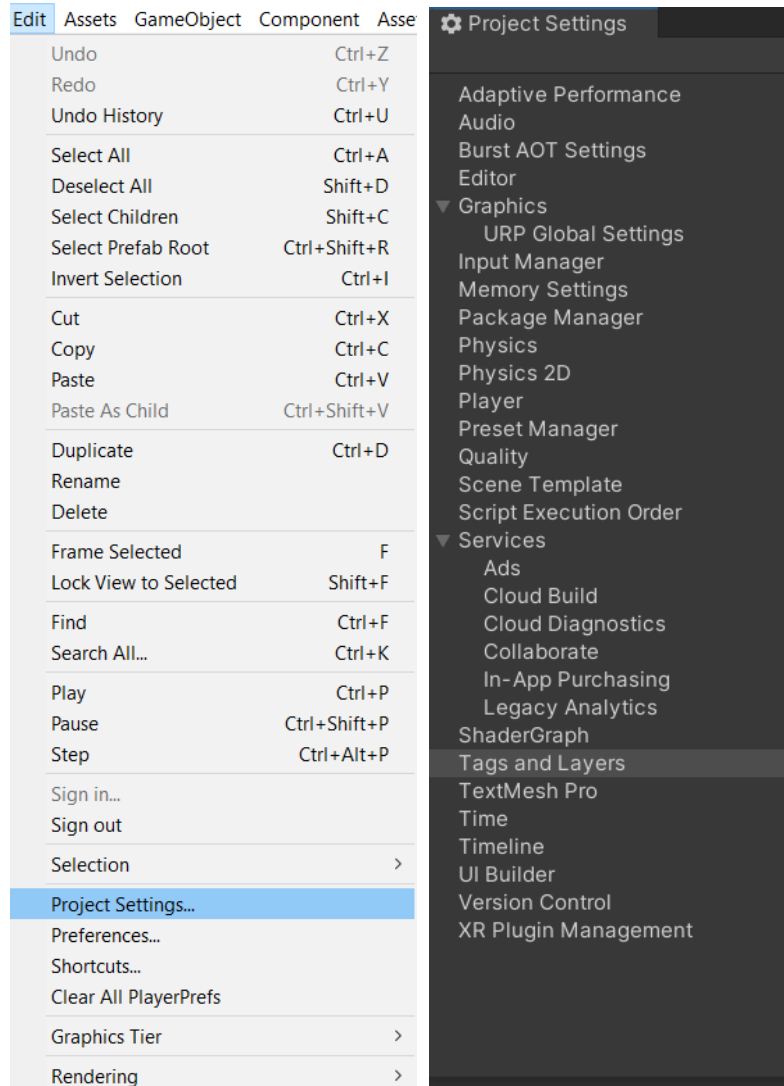 Edit Assets GameObject Component Asse
Undo Ctrl+Z
Redo Ctrl+Y
Undo History Ctrl+U
Select All Ctrl+A
Deselect All Shift+D
Select Children Shift+C
Select Prefab Root Ctrl+Shift+R
Invert Selection Ctrl+I
Cut Ctrl+X
Copy Ctrl+C
Paste Ctrl+V
Paste As Child Ctrl+Shift+V
Duplicate Ctrl+D
Rename
Delete
Frame Selected F
Lock View to Selected Shift+F
Find Ctrl+F
Search All... Ctrl+K
Play Ctrl+P
Pause Ctrl+Shift+P
Step Ctrl+Alt+P
Sign in...
Sign out
Selection
Project Settings...
Preferences...
Shortcuts...
Clear All PlayerPrefs
Graphics Tier
Rendering
Project Settings
Adaptive Performance
Audio
Burst AOT Settings
Editor
Graphics
URP Global Settings
Input Manager
Memory Settings
Package Manager
Physics
Physics 2D
Player
Preset Manager
Quality
Scene Template
Script Execution Order
Services
Ads
Cloud Build
Cloud Diagnostics
Collaborate
In-App Purchasing
Legacy Analytics
ShaderGraph
Tags and Layers
TextMesh Pro
Time
Timeline
UI Builder
Version Control
XR Plugin Management